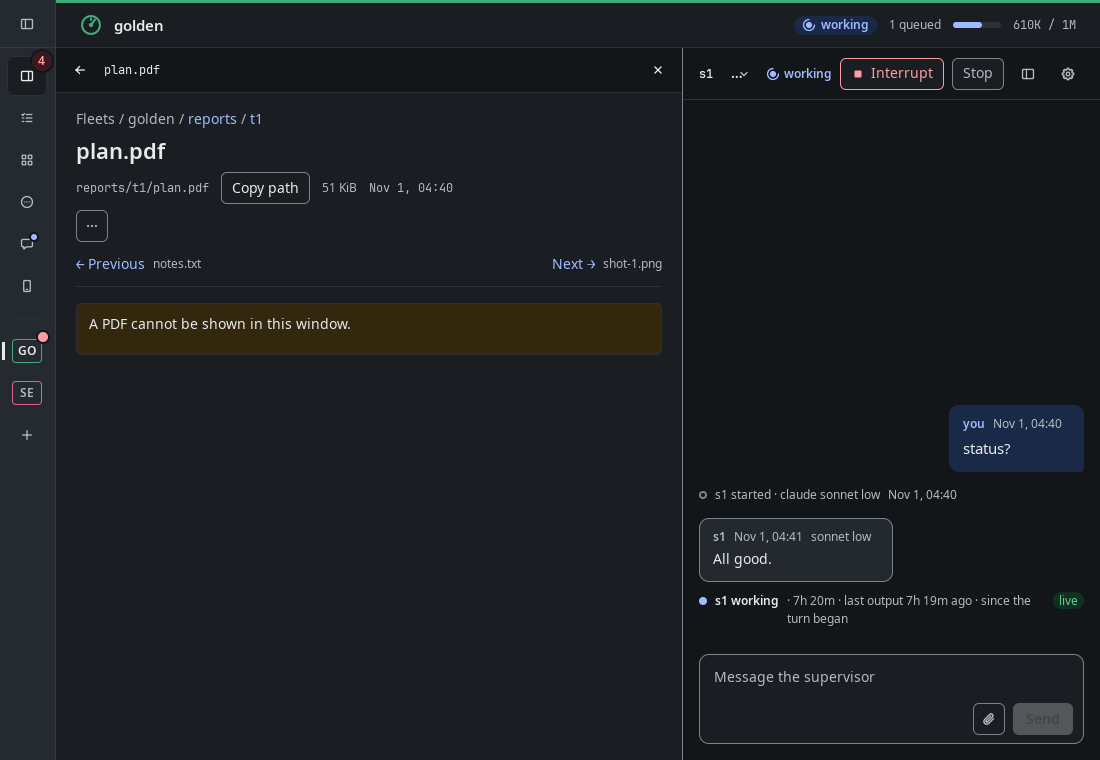 golden
working
1 queued
610K / 1M
4
GO
SE
plan.pdf
Fleets / golden / reports / t1
plan.pdf
reports/t1/plan.pdf
Copy path
51 KiB
Nov 1, 04:40
← Previous
notes.txt
Next →
shot-1.png
A PDF cannot be shown in this window.
s1
...
working
Interrupt
Stop
you Nov 1, 04:40
status?
s1 started · claude sonnet low Nov 1, 04:40
s1 Nov 1, 04:41 sonnet low
All good.
s1 working · 7h 20m · last output 7h 19m ago · since the
turn began
live
Message the supervisor
Send